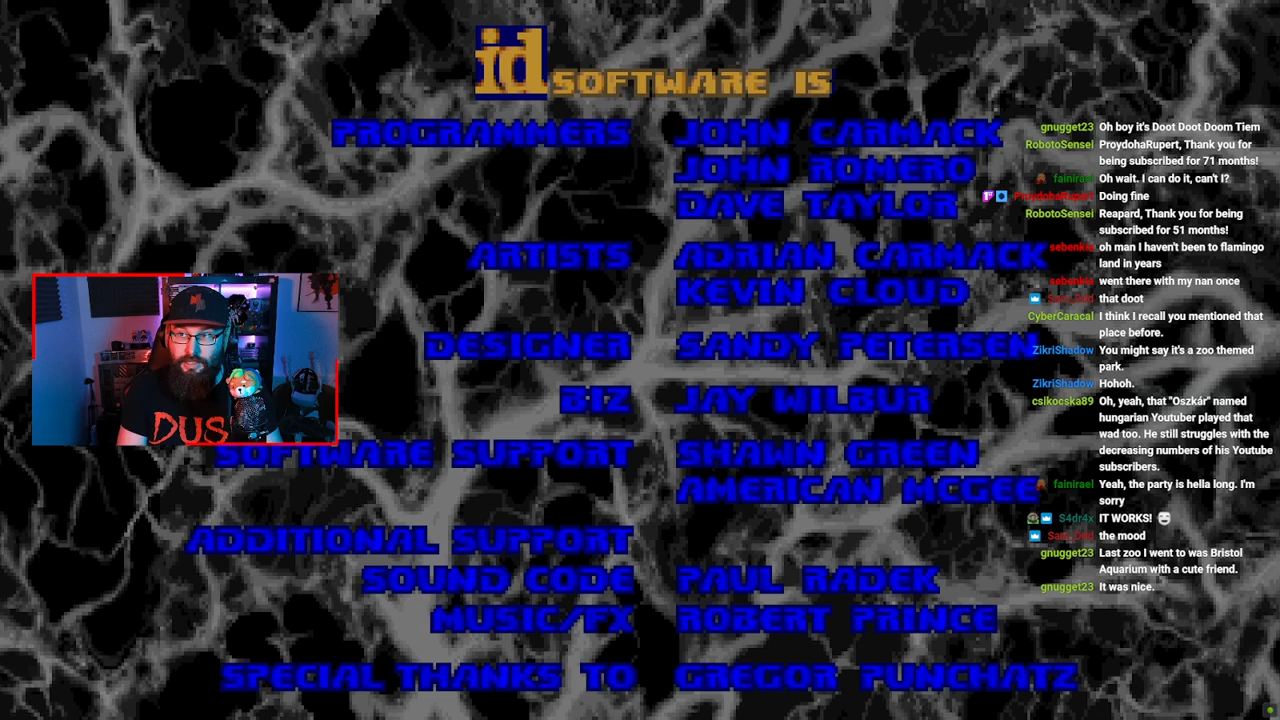 id SOFTWARE IS
PROGRAMMERS JOHN CARMACK
JOHN ROMERO
DAVE TAYLOR
ARTISTS ADRIAN CARMACK
KEVIN CLOUD
DESIGNER SANDY PETERSEN
BIZ JAY WILBUR
SOFTWARE SUPPORT SHAWN GREEN
AMERICAN MCGEE
ADDITIONAL SUPPORT
SOUND CODE PAUL RADEK
MUSIC/FX ROBERT PRINCE
SPECIAL THANKS TO GREGOR PUNCHATZ
DUS
gnugget23 Oh boy it's Doot Doot Doom Tiem
RobotoSensei ProydohaRupert, Thank you for
being subscribed for 71 months!
fainirael Oh wait. I can do it, can't I?
ProydohaRupert Doing fine
RobotoSensei Reapard, Thank you for being
subscribed for 51 months!
oh man I haven't been to flamingo
land in years
went there with my nan once
that doot
CyberCaracal I think I recall you mentioned that
place before.
ZikriShadow You might say it's a zoo themed
park.
ZikriShadow Hohoh.
csikocska89 Oh, yeah, that "Oszkár" named
hungarian Youtuber played that
wad too. He still struggles with the
decreasing numbers of his Youtube
subscribers.
fainirael Yeah, the party is hella long. I'm
sorry
S4dr4x IT WORKS!
the mood
gnugget23 Last zoo I went to was Bristol
Aquarium with a cute friend.
gnugget23 It was nice.